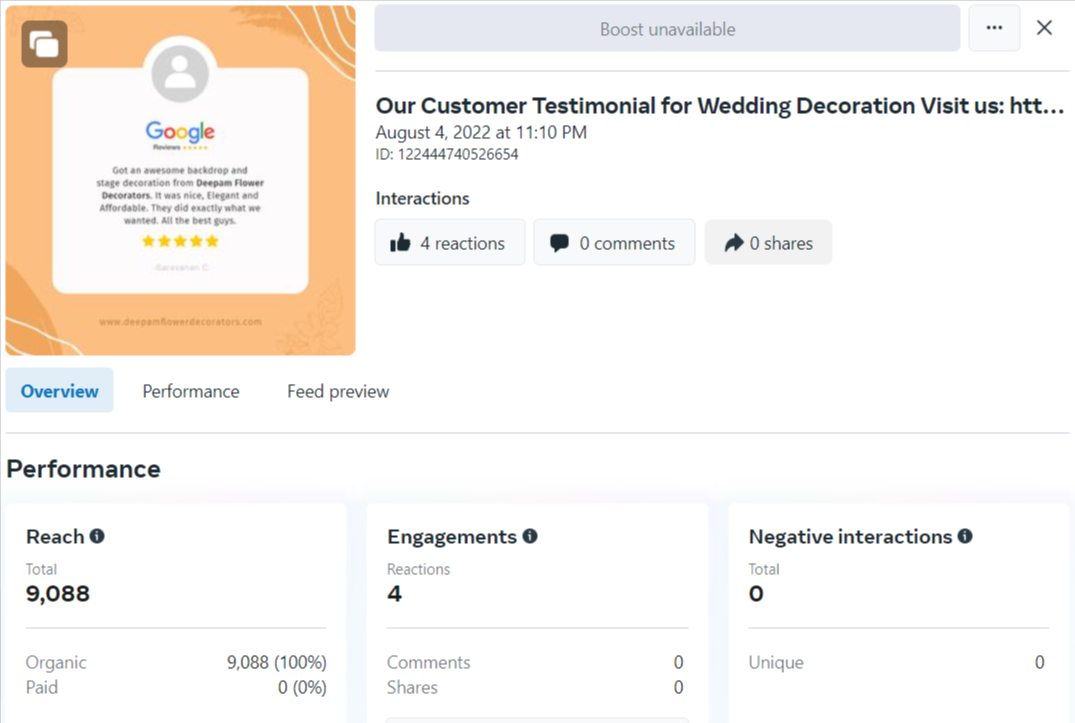 Boost unavailable
Our Customer Testimonial for Wedding Decoration Visit us: htt...
August 4, 2022 at 11:10 PM
ID: 122444740526654
Interactions
4 reactions
0 comments
0 shares
Google
Reviews
Got an awesome backdrop and
stage decoration from Deepam Flower
Decorators. It was nice, Elegant and
Affordable. They did exactly what we
wanted. All the best guys.
-Saravanan C
www.deepamflowerdecorators.com
Overview
Performance
Feed preview
Performance
Reach
Total
9,088
Organic 9,088 (100%)
Paid 0 (0%)
Engagements
Reactions
4
Comments 0
Shares 0
Negative interactions
Total
0
Unique 0